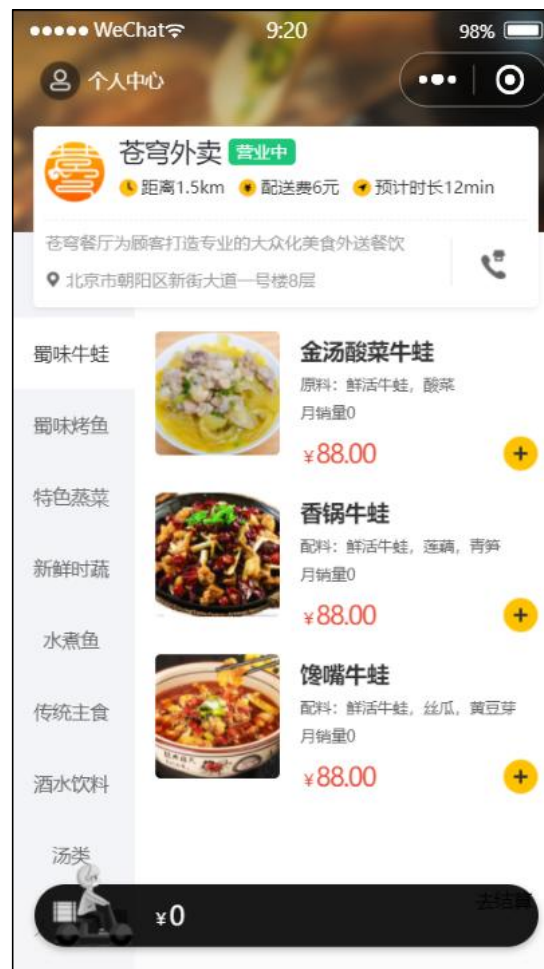 WeChat 9:20 98%
个人中心
苍穹外卖 营业中
距离1.5km 配送费6元 预计时长12min
苍穹餐厅为顾客打造专业的大众化美食外送餐饮
北京市朝阳区新街大道一号楼8层
蜀味牛蛙
蜀味烤鱼
特色蒸菜
新鲜时蔬
水煮鱼
传统主食
酒水饮料
汤类
金汤酸菜牛蛙
原料：鲜活牛蛙，酸菜
月销量0
¥88.00
香锅牛蛙
配料：鲜活牛蛙，莲藕，青笋
月销量0
¥88.00
馋嘴牛蛙
配料：鲜活牛蛙，丝瓜，黄豆芽
月销量0
¥88.00
¥0
去结算